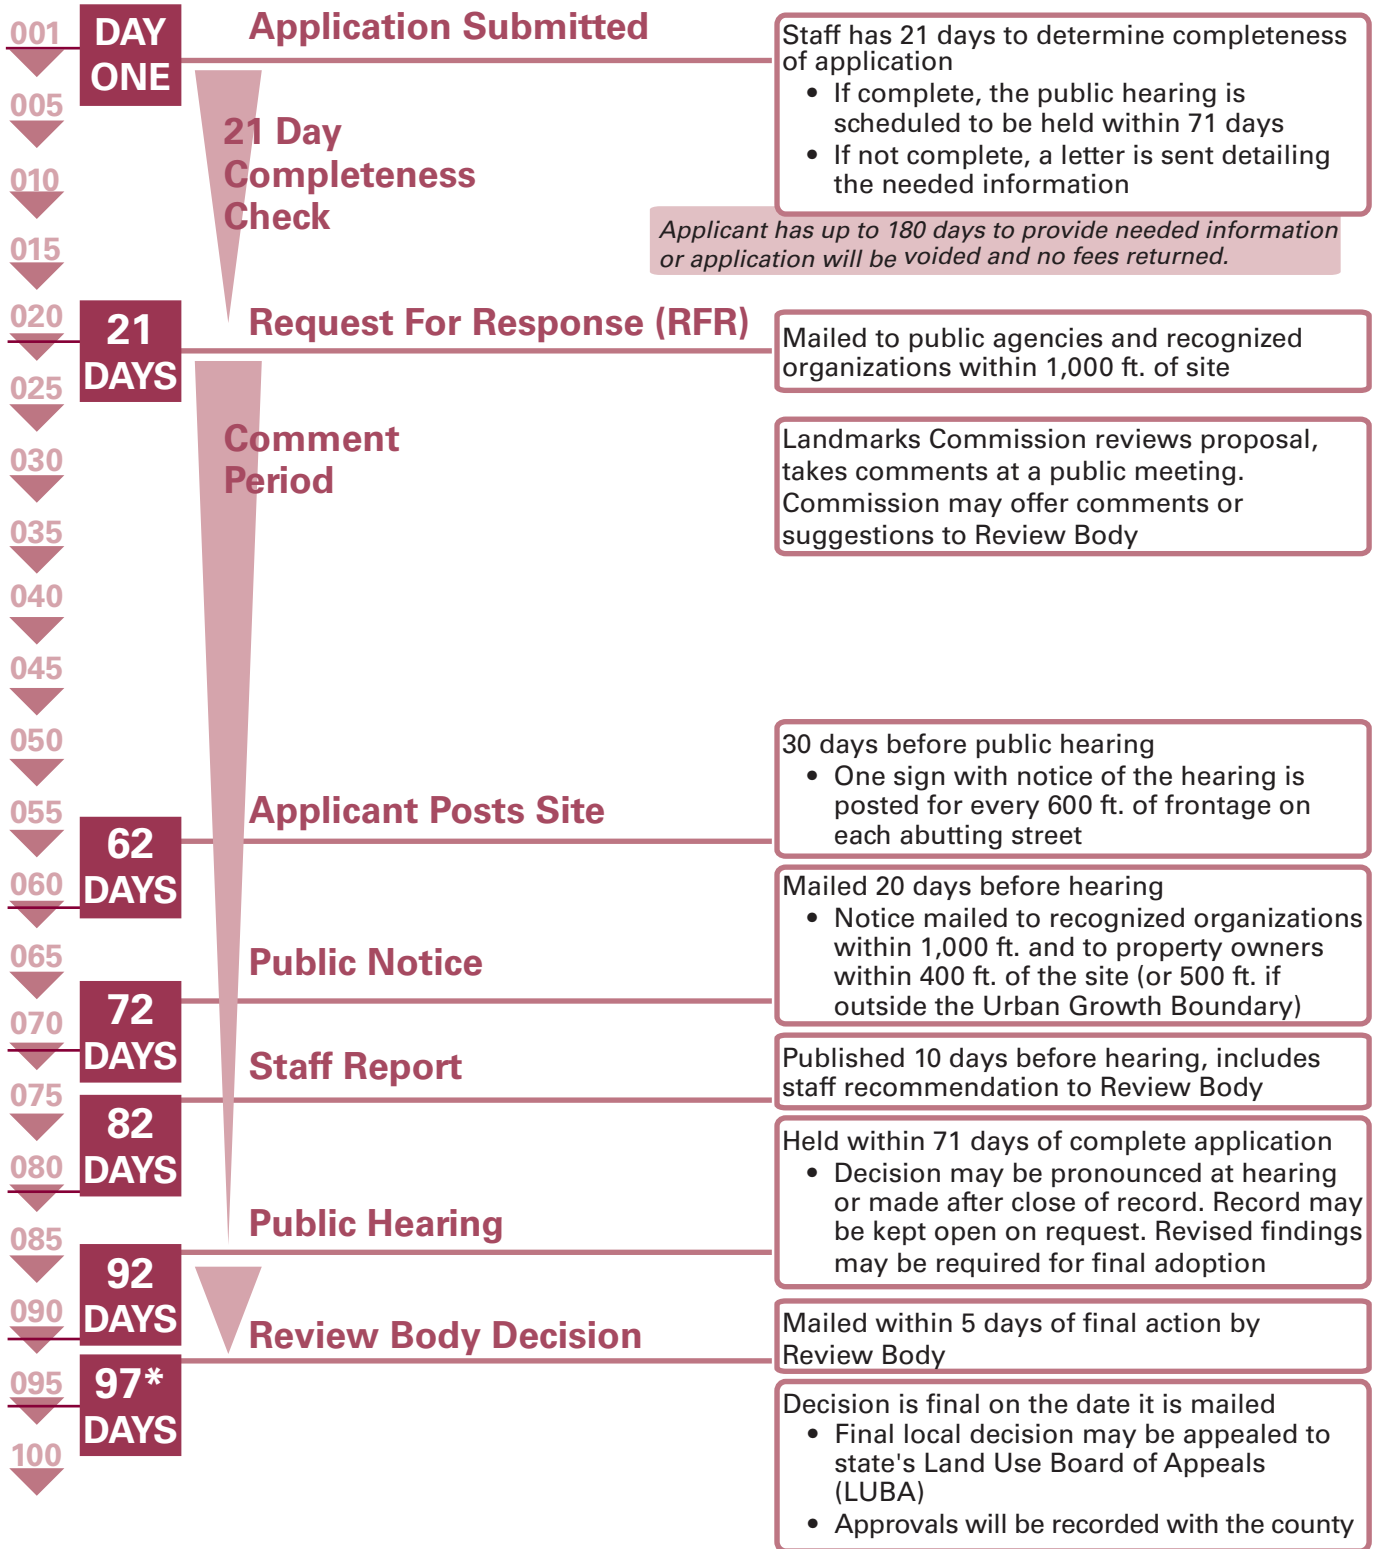 001
DAY
ONE
Application Submitted
Staff has 21 days to determine completeness
of application
• If complete, the public hearing is
scheduled to be held within 71 days
• If not complete, a letter is sent detailing
the needed information
005
21 Day
Completeness
Check
010
Applicant has up to 180 days to provide needed information
or application will be voided and no fees returned.
015
020
21
DAYS
Request For Response (RFR)
Mailed to public agencies and recognized
organizations within 1,000 ft. of site
025
Comment
Period
Landmarks Commission reviews proposal,
takes comments at a public meeting.
Commission may offer comments or
suggestions to Review Body
030
035
040
045
050
30 days before public hearing
• One sign with notice of the hearing is
posted for every 600 ft. of frontage on
each abutting street
055
Applicant Posts Site
62
DAYS
060
Mailed 20 days before hearing
• Notice mailed to recognized organizations
within 1,000 ft. and to property owners
within 400 ft. of the site (or 500 ft. if
outside the Urban Growth Boundary)
065
Public Notice
72
DAYS
070
Staff Report
Published 10 days before hearing, includes
staff recommendation to Review Body
075
82
DAYS
080
Held within 71 days of complete application
• Decision may be pronounced at hearing
or made after close of record. Record may
be kept open on request. Revised findings
may be required for final adoption
Public Hearing
085
92
DAYS
090
Review Body Decision
Mailed within 5 days of final action by
Review Body
095
97*
DAYS
100
Decision is final on the date it is mailed
• Final local decision may be appealed to
state's Land Use Board of Appeals
(LUBA)
• Approvals will be recorded with the county